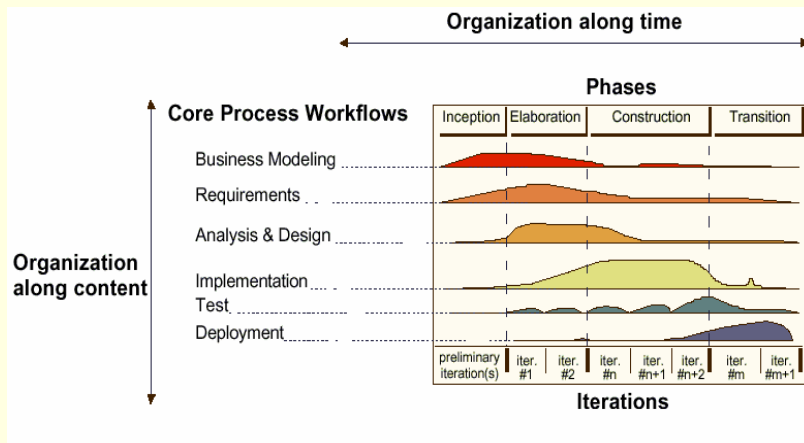 Organization along time
Phases
Core Process Workflows
Inception Elaboration Construction Transition
Business Modeling
Requirements
Analysis & Design
Organization
along content
Implementation
Test
Deployment
preliminary
iteration(s)
iter.
#1
iter.
#2
iter.
#n
iter.
#n+1
iter.
#n+2
iter.
#m
iter.
#m+1
Iterations